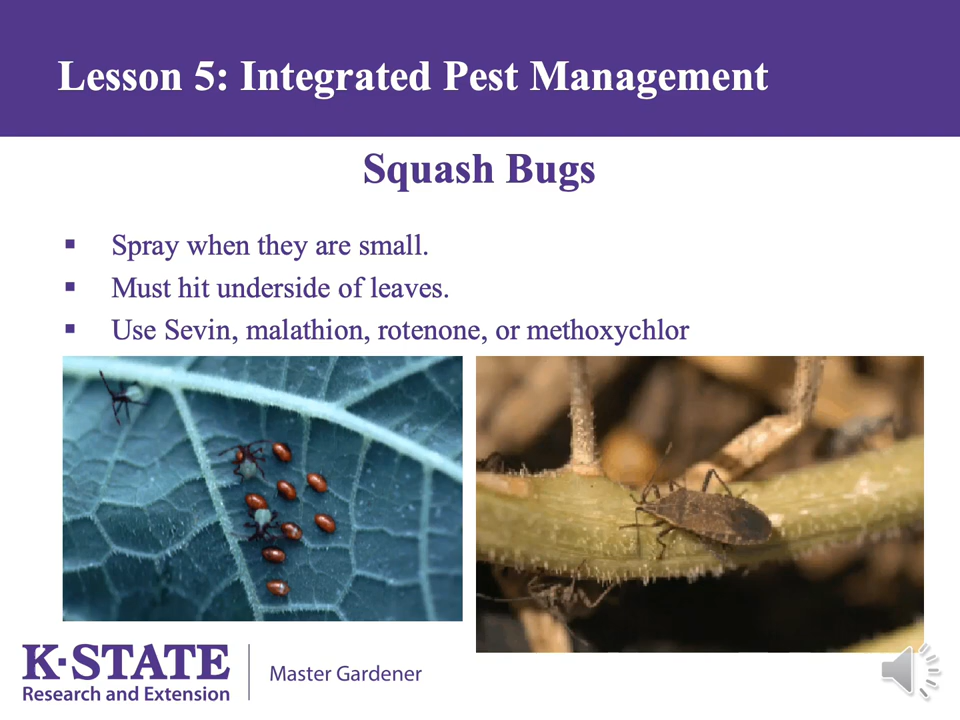 Lesson 5: Integrated Pest Management
Squash Bugs
▪ Spray when they are small.
▪ Must hit underside of leaves.
▪ Use Sevin, malathion, rotenone, or methoxychlor
K·STATE
Research and Extension
Master Gardener